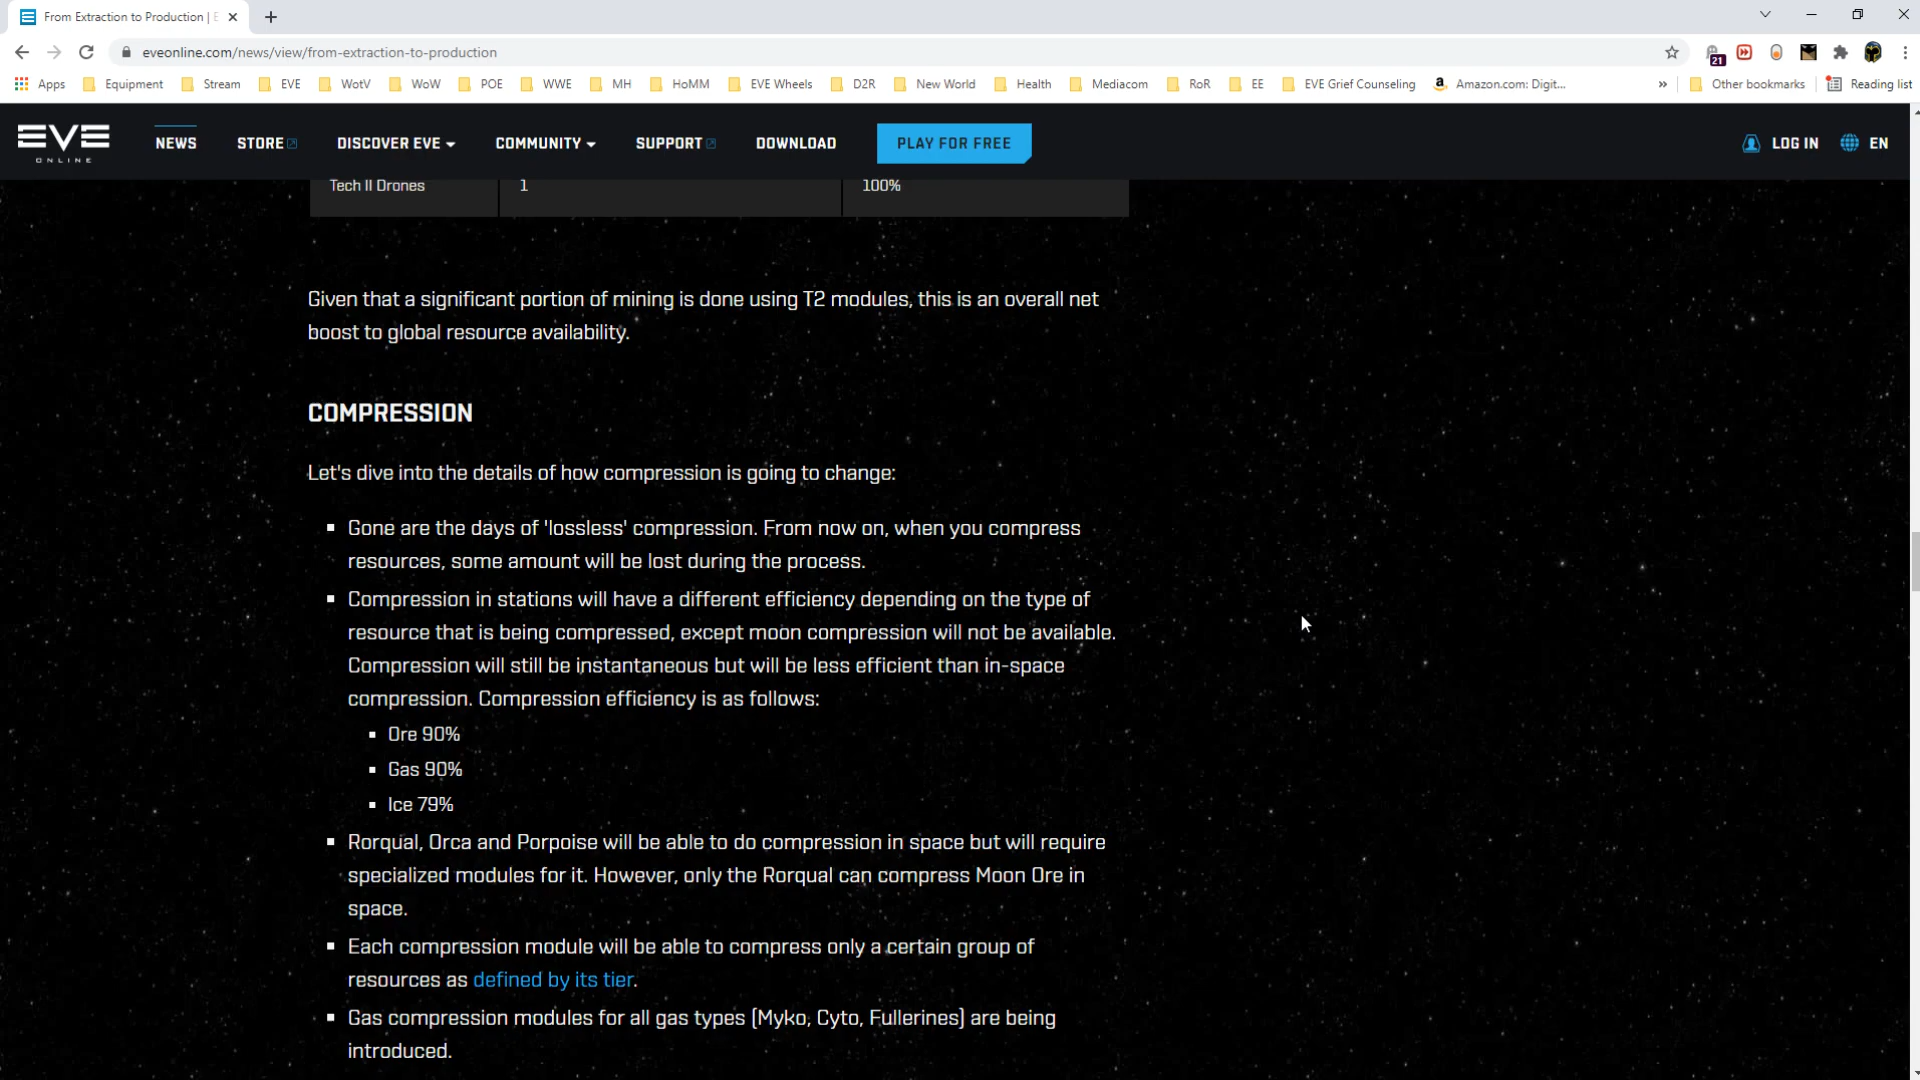 From Extraction to Production | E
eveonline.com/news/view/from-extraction-to-production
21
Apps Equipment Stream EVE WotV WoW POE WWE MH HoMM EVE Wheels D2R New World Health Mediacom RoR EE EVE Grief Counseling Amazon.com: Digit... » Other bookmarks Reading list
EVE
ONLINE
NEWS STORE DISCOVER EVE COMMUNITY SUPPORT DOWNLOAD PLAY FOR FREE LOG IN EN
Tech II Drones 1 100%
Given that a significant portion of mining is done using T2 modules, this is an overall net
boost to global resource availability.
COMPRESSION
Let's dive into the details of how compression is going to change:
Gone are the days of 'lossless' compression. From now on, when you compress
resources, some amount will be lost during the process.
Compression in stations will have a different efficiency depending on the type of
resource that is being compressed, except moon compression will not be available.
Compression will still be instantaneous but will be less efficient than in-space
compression. Compression efficiency is as follows:
Ore 90%
Gas 90%
Ice 79%
Rorqual, Orca and Porpoise will be able to do compression in space but will require
specialized modules for it. However, only the Rorqual can compress Moon Ore in
space.
Each compression module will be able to compress only a certain group of
resources as defined by its tier.
Gas compression modules for all gas types (Myko, Cyto, Fullerines) are being
introduced.